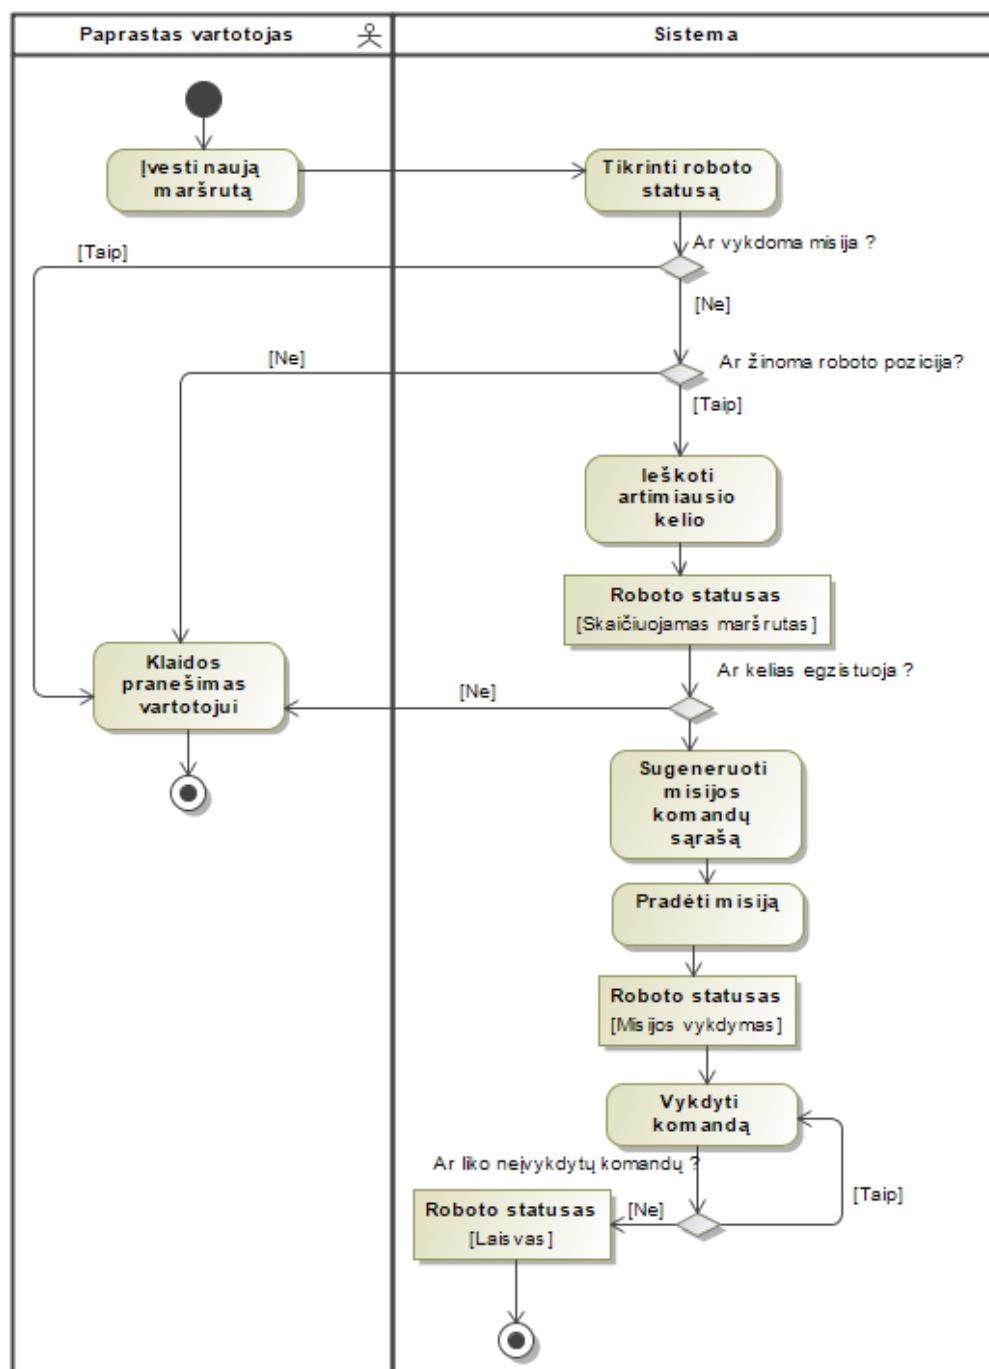 Paprastas vartotojas
Sistema
Įvesti naują
maršrutą
Tikrinti roboto
statusą
Ar vykdoma misija ?
[Taip]
[Ne]
Ar žinoma roboto pozicija?
[Ne]
[Taip]
Ieškoti
artimiausio
kelio
Roboto statusas
[Skaičiuojamas maršrutas]
Klaidos
pranešimas
vartotojui
Ar kelias egzistuoja ?
[Ne]
Sugeneruoti
misijos
komandų
sąrašą
Pradėti misiją
Roboto statusas
[Misijos vykdymas]
Vykdyti
komandą
Ar liko neįvykdytų komandų ?
[Taip]
[Ne]
Roboto statusas
[Laisvas]